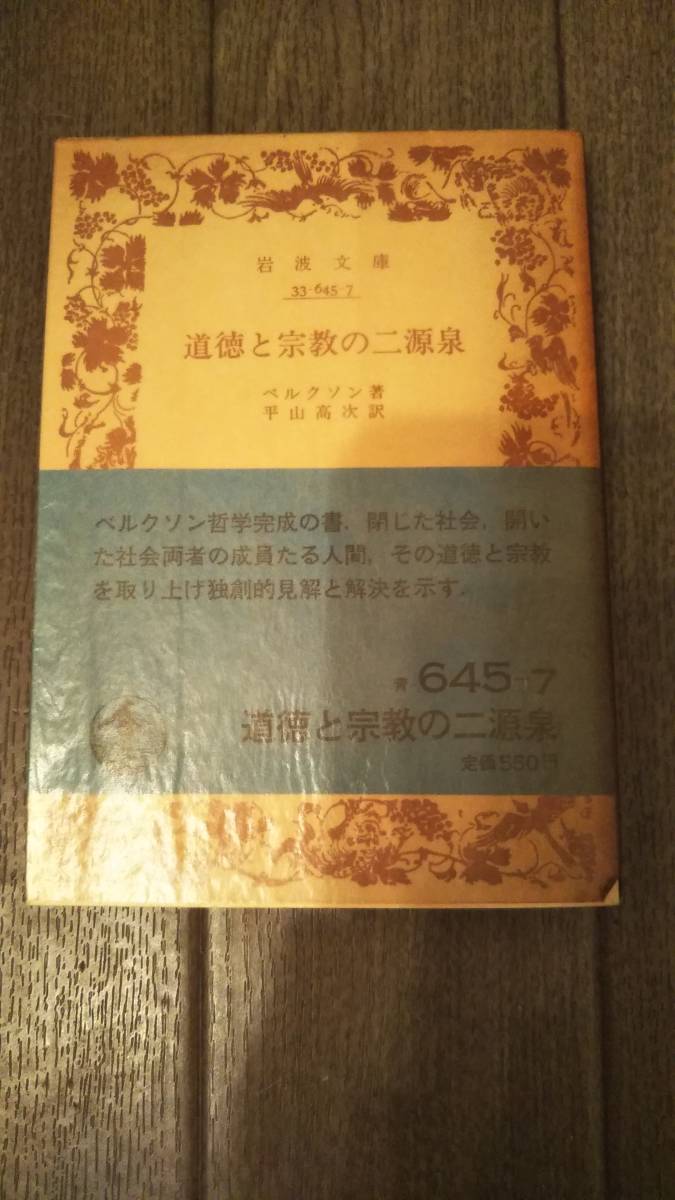 岩波文庫
33-645-7
道徳と宗教の二源泉
ベルクソン著
平山高次訳
ベルクソン哲学完成の書．閉じた社会，開い
た社会両者の成員たる人間，その道徳と宗教
を取り上げ独創的見解と解決を示す．
青 645-7
道徳と宗教の二源泉
定価550円